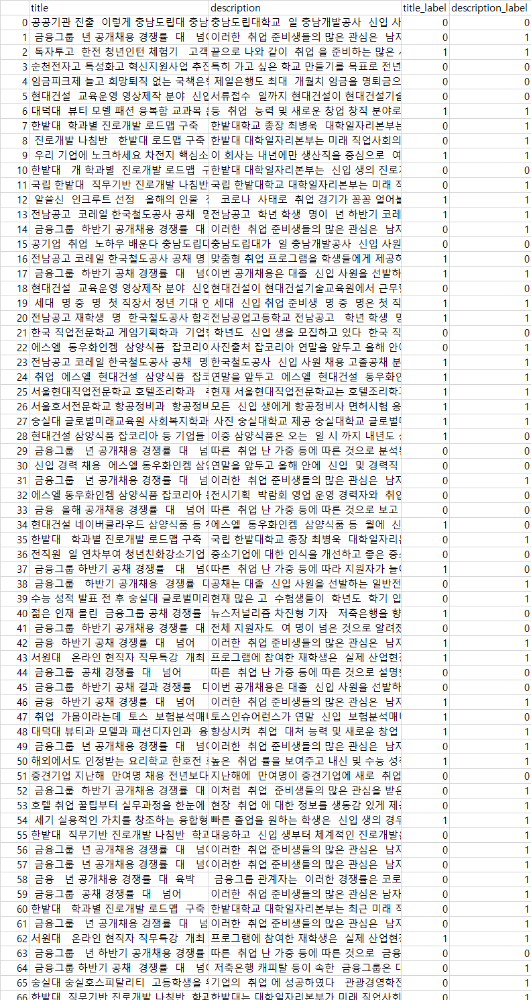 title description title_label description_label
0 공공기관 진출 이렇게 충남도립대 충남 충남도립대학교 일 충남개발공사 신입 사 0 0
1 금융그룹 년 공개채용 경쟁률 대 넘어 이러한 취업 준비생들의 많은 관심은 남자 0 1
2 독자투고 한전 청년인턴 체험기 고객 끝으로 나와 같이 취업 을 준비하는 많은 1 1
3 순천전자고 특성화고 혁신지원사업 추진 특히 가고 싶은 학교 만들기를 목표로 전년 0 0
4 임금피크제 늘고 희망퇴직 없는 국책은행 제일은행도 최대 개월치 임금을 명퇴금으 0 0
5 현대건설 교육운영 영상제작 분야 신입 서류접수 일까지 현대건설이 현대건설기술 0 0
6 대덕대 뷰티 모델 패션 융복합 교과목 등 취업 능력 및 새로운 창업 창직 분야로 1 1
7 한밭대 학과별 진로개발 로드맵 구축 한밭대학교 총장 최병욱 대학일자리본부는 0 1
8 진로개발 나침반 한밭대 로드맵 구축 한밭대 대학일자리본부는 미래 직업사회의 0 1
9 우리 기업에 노크하세요 차전지 핵심소 이 회사는 내년에만 생산직을 중심으로 여 1 1
10 한밭대 개 학과별 진로개발 로드맵 구 한밭대 대학일자리본부는 신입 생의 진로 0 0
11 국립 한밭대 직무기반 진로개발 나침반 국립 한밭대학교 대학일자리본부는 미래 직 0 1
12 알쓸신 인크루트 선정 올해의 인물 코로나 사태로 취업 경기가 꽁꽁 얼어붙 1 1
13 전남공고 코레일 한국철도공사 공채 명 전남공고 학년 학생 명이 년 하반기 코레 1 1
14 금융그룹 하반기 공개채용 경쟁률 대 이러한 취업 준비생들의 많은 관심은 남자 0 1
15 공기업 취업 노하우 배운다 충남도립대 충남도립대가 일 충남개발공사 신입 사원 0 0
16 전남공고 코레일 한국철도공사 공채 명 맞춤형 취업 프로그램을 학생들에게 제공하 1 0
17 금융그룹 하반기 공채 경쟁률 대 넘어 이번 공개채용은 대졸 신입 사원을 선발하 1 1
18 현대건설 교육운영 영상제작 분야 신입 현대건설이 현대건설기술교육원에서 근무할 0 0
19 세대 명 중 명 첫 직장서 정년 기대 안 세대 신입 취업 준비생 명 중 명은 첫 직 1 1
20 전남공고 재학생 명 한국철도공사 합격 전남공업고등학교 전남공고 학년 학생 명 1 1
21 한국 직업전문학교 게임기획학과 기업현 학년도 신입 생을 모집하고 있다 한국 직 0 0
22 에스엘 동우화인켐 삼양식품 잡코리아 사진출처 잡코리아 연말을 앞두고 올해 안에 0 1
23 전남공고 코레일 한국철도공사 공채 명 한국철도공사 신입 사원 채용 고졸공채 분 1 1
24 취업 에스엘 현대건설 삼양식품 잡코 연말을 앞두고 에스엘 현대건설 동우화인 1 1
25 서울현대직업전문학교 호텔조리학과 현재 서울현대직업전문학교는 호텔조리학과 1 1
26 서울호서전문학교 항공정비과 항공정비 모든 신입 생에게 항공정비사 면허시험 응 1 1
27 숭실대 글로벌미래교육원 사회복지학과 사진 숭실대학교 제공 숭실대학교 글로벌 1 1
28 현대건설 삼양식품 잡코리아 등 기업들 이중 삼양식품은 오는 일 시 까지 내년도 1 0
29 금융그룹 년 공개채용 경쟁률 대 넘 따른 취업 난 가중 등에 따른 것으로 분석 0 0
30 신입 경력 채용 에스엘 동우화인켐 삼양 연말을 앞두고 올해 안에 신입 및 경력직 0 0
31 금융그룹 년 공개채용 경쟁률 대 넘 이러한 취업 준비생들의 많은 관심은 남자 0 1
32 에스엘 동우화인켐 삼양식품 잡코리아 전시기획 박람회 영업 운영 경력자와 취업 0 0
33 금융 올해 공개채용 경쟁률 대 넘어 따른 취업 난 가중 등에 따른 것으로 보고 0 0
34 현대건설 네이버클라우드 삼양식품 등 에스엘 동우화인켐 삼양식품 등 월에 신 1 0
35 한밭대 학과별 진로개발 로드맵 구축 국립 한밭대학교 총장 최병욱 대학일자리 0 1
36 전직원 일 연차부여 청년친화강소기업 중소기업에 대한 인식을 개선하고 좋은 중소 0 0
37 금융그룹 하반기 공채 경쟁률 대 넘 따른 취업 난 가중 등에 따라 지원자가 늘어 1 0
38 금융그룹 하반기 공개채용 경쟁률 대 공채는 대졸 신입 사원을 선발하는 일반전 0 1
39 수능 성적 발표 전 후 숭실대 글로벌미래 현재 많은 고 수험생들이 학년도 학기 입 0 1
40 젊은 인재 몰린 금융그룹 공채 경쟁률 뉴스저널리즘 차진형 기자 저축은행을 향 1 0
41 금융그룹 하반기 공개채용 경쟁률 대 전체 지원자도 여 명이 넘은 것으로 알려졌 0 0
42 금융 하반기 공채 경쟁률 대 넘어 이러한 취업 준비생들의 많은 관심은 남자 1 1
43 서원대 온라인 현직자 직무특강 개최 프로그램에 참여한 재학생은 실제 산업현장 1 1
44 금융그룹 공채 경쟁률 대 넘어 따른 취업 난 가중 등에 따른 것으로 설명했 0 0
45 금융그룹 하반기 공채 결과 경쟁률 대 이번 공개채용은 대졸 신입 사원을 선발하 0 0
46 금융 하반기 공채 경쟁률 대 넘어 이러한 취업 준비생들의 많은 관심은 남자 1 1
47 취업 가뭄이라는데 토스 보험분석매니 토스인슈어런스가 연말 신입 보험분석매니 1 0
48 대덕대 뷰티과 모델과 패션디자인과 융 향상시켜 취업 대처 능력 및 새로운 창업 1 1
49 금융그룹 년 공개채용 경쟁률 대 넘어 이러한 취업 준비생들의 많은 관심은 남자 0 1
50 해외에서도 인정받는 요리학교 한호전 높은 취업 률을 보여주고 내신 및 수능 성적 1 1
51 중견기업 지난해 만여명 채용 전년보다 지난해에 만여명이 중견기업에 새로 취업 0 0
52 금융그룹 하반기 공개채용 경쟁률 대 이처럼 취업 준비생들의 많은 관심을 받은 0 1
53 호텔 취업 꿀팁부터 실무과정을 한눈에 현장 취업 에 대한 정보를 생동감 있게 제공 0 1
54 세기 실용적인 가치를 창조하는 융합형 빠른 졸업을 원하는 학생은 신입 생의 경우 1 1
55 한밭대 직무기반 진로개발 나침반 학과 대응하고 신입 생부터 체계적인 진로개발을 0 1
56 금융그룹 년 공개채용 경쟁률 대 넘어 이러한 취업 준비생들의 많은 관심은 남자 0 1
57 금융그룹 년 공개채용 경쟁률 대 넘어 이러한 취업 준비생들의 많은 관심은 남자 0 1
58 금융 년 공개채용 경쟁률 대 육박 금융그룹 관계자는 이러한 경쟁률은 코로 0 1
59 금융그룹 공채 경쟁률 대 넘어 이러한 취업 준비생들의 많은 관심은 남자 0 1
60 한밭대 학과별 진로개발 로드맵 구축 한밭대학교 대학일자리본부는 최근 미래 직 0 1
61 금융그룹 년 공개채용 경쟁률 대 넘 이러한 취업 준비생들의 많은 관심은 남자 0 1
62 서원대 온라인 현직자 직무특강 개최 프로그램에 참여한 재학생은 실제 산업현장 1 1
63 금융그룹 년 하반기 공개채용 경쟁률 따른 취업 난 가중 등에 따른 것으로 금융 0 0
64 금융그룹 하반기 공채 경쟁률 대 넘어 저축은행 캐피탈 등이 속한 금융그룹은 0 1
65 숭실대 숭실호스피탈리티 고등학생을 기업의 취업 에 성공하였다 관광경영학전 0 1
66 한밭대 직무기반 진로개발 나침반 학과 한밭대는 대학일자리본부가 미래 직업사회 0 1